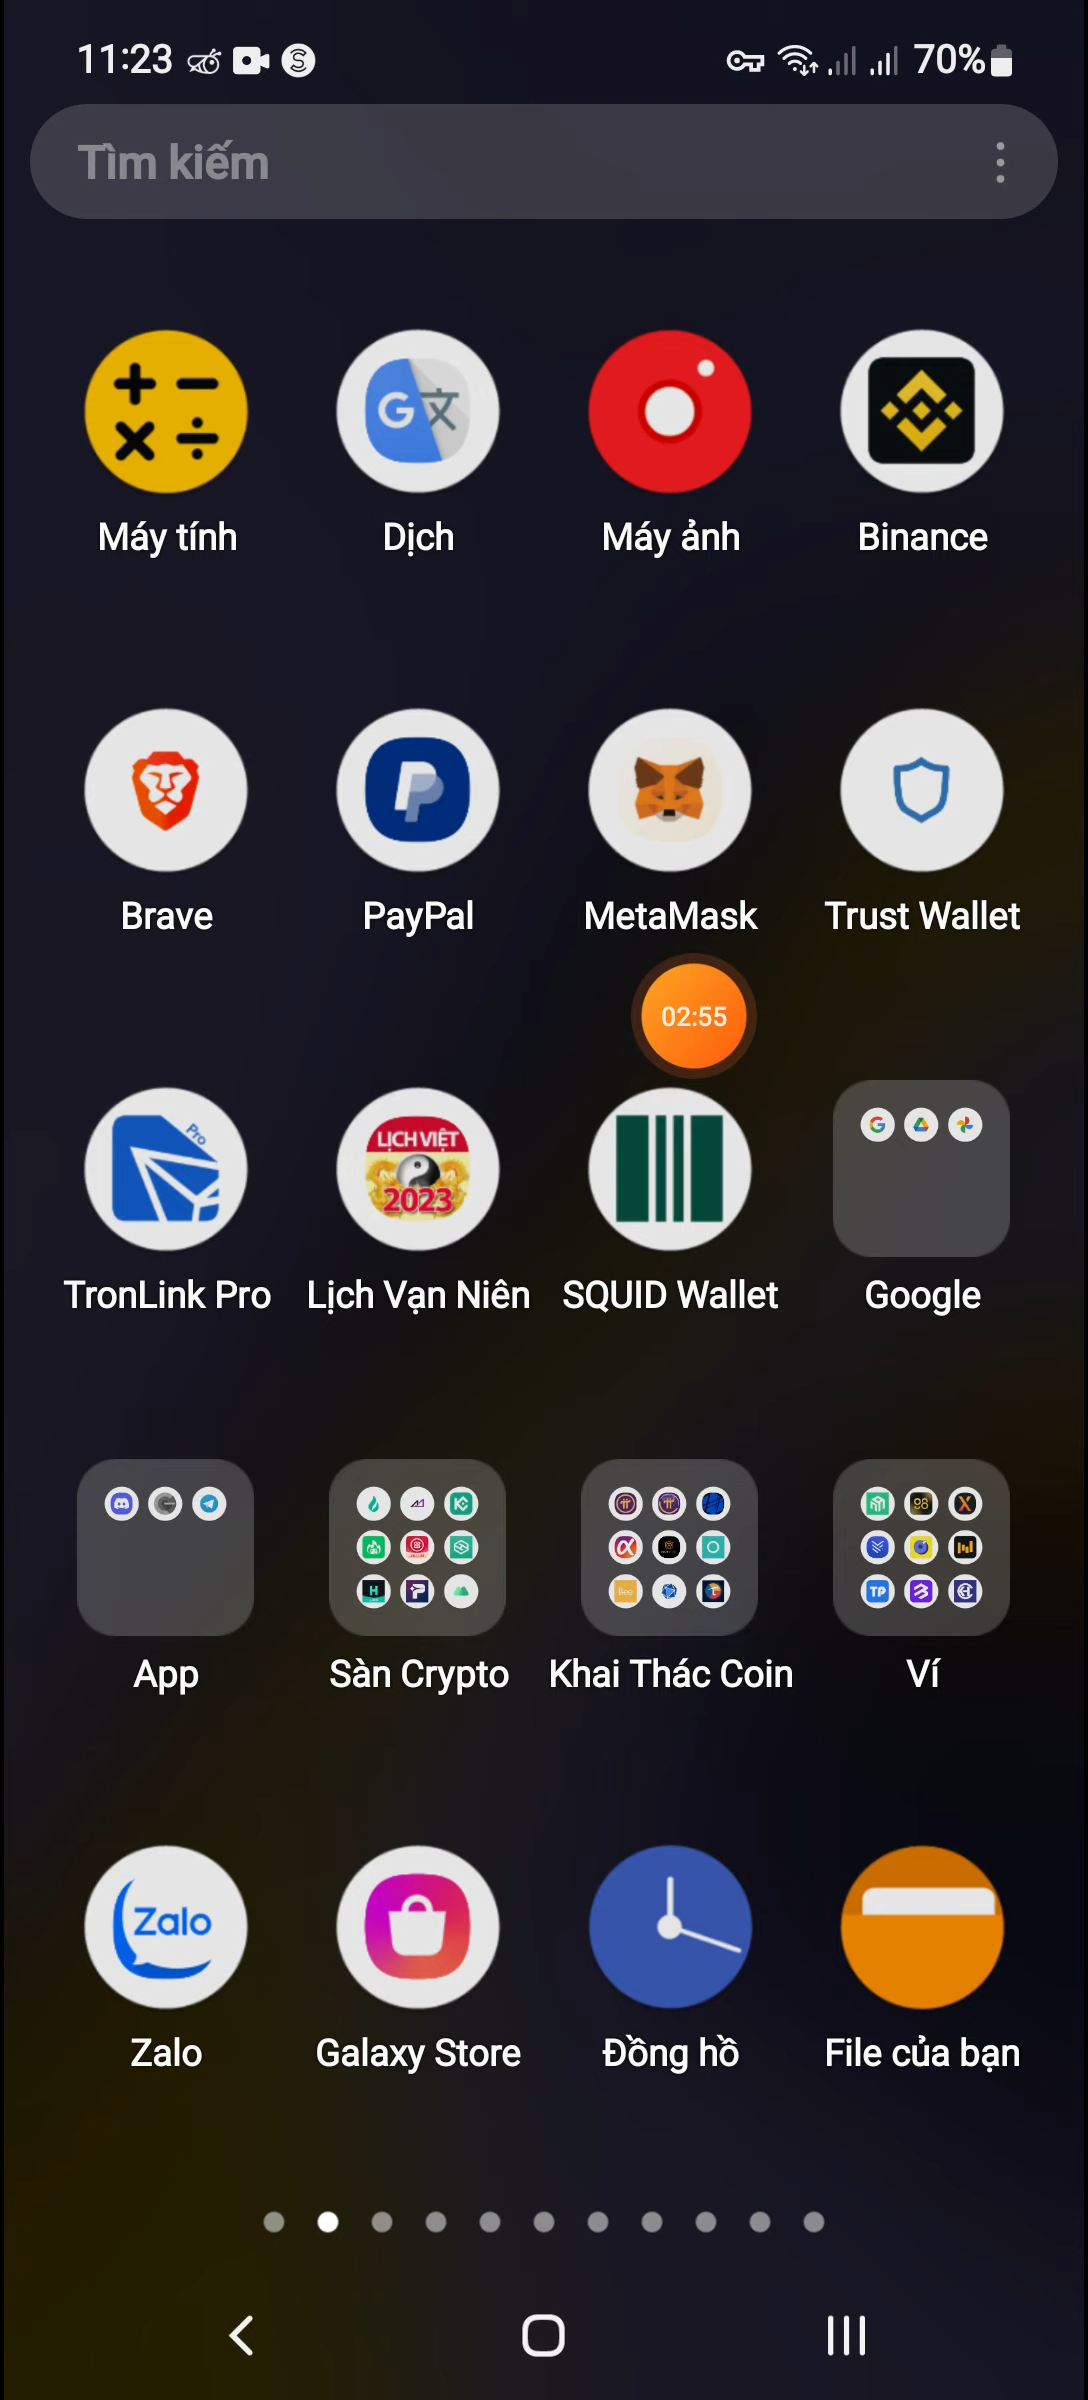 11:23
70%
Tìm kiếm
Máy tính
Dịch
Máy ảnh
Binance
Brave
PayPal
MetaMask
Trust Wallet
02:55
Pro
LỊCH VIỆT
2023
TronLink Pro
Lịch Vạn Niên
SQUID Wallet
Google
App
Sàn Crypto
Khai Thác Coin
Ví
Zalo
Zalo
Galaxy Store
Đồng hồ
File của bạn